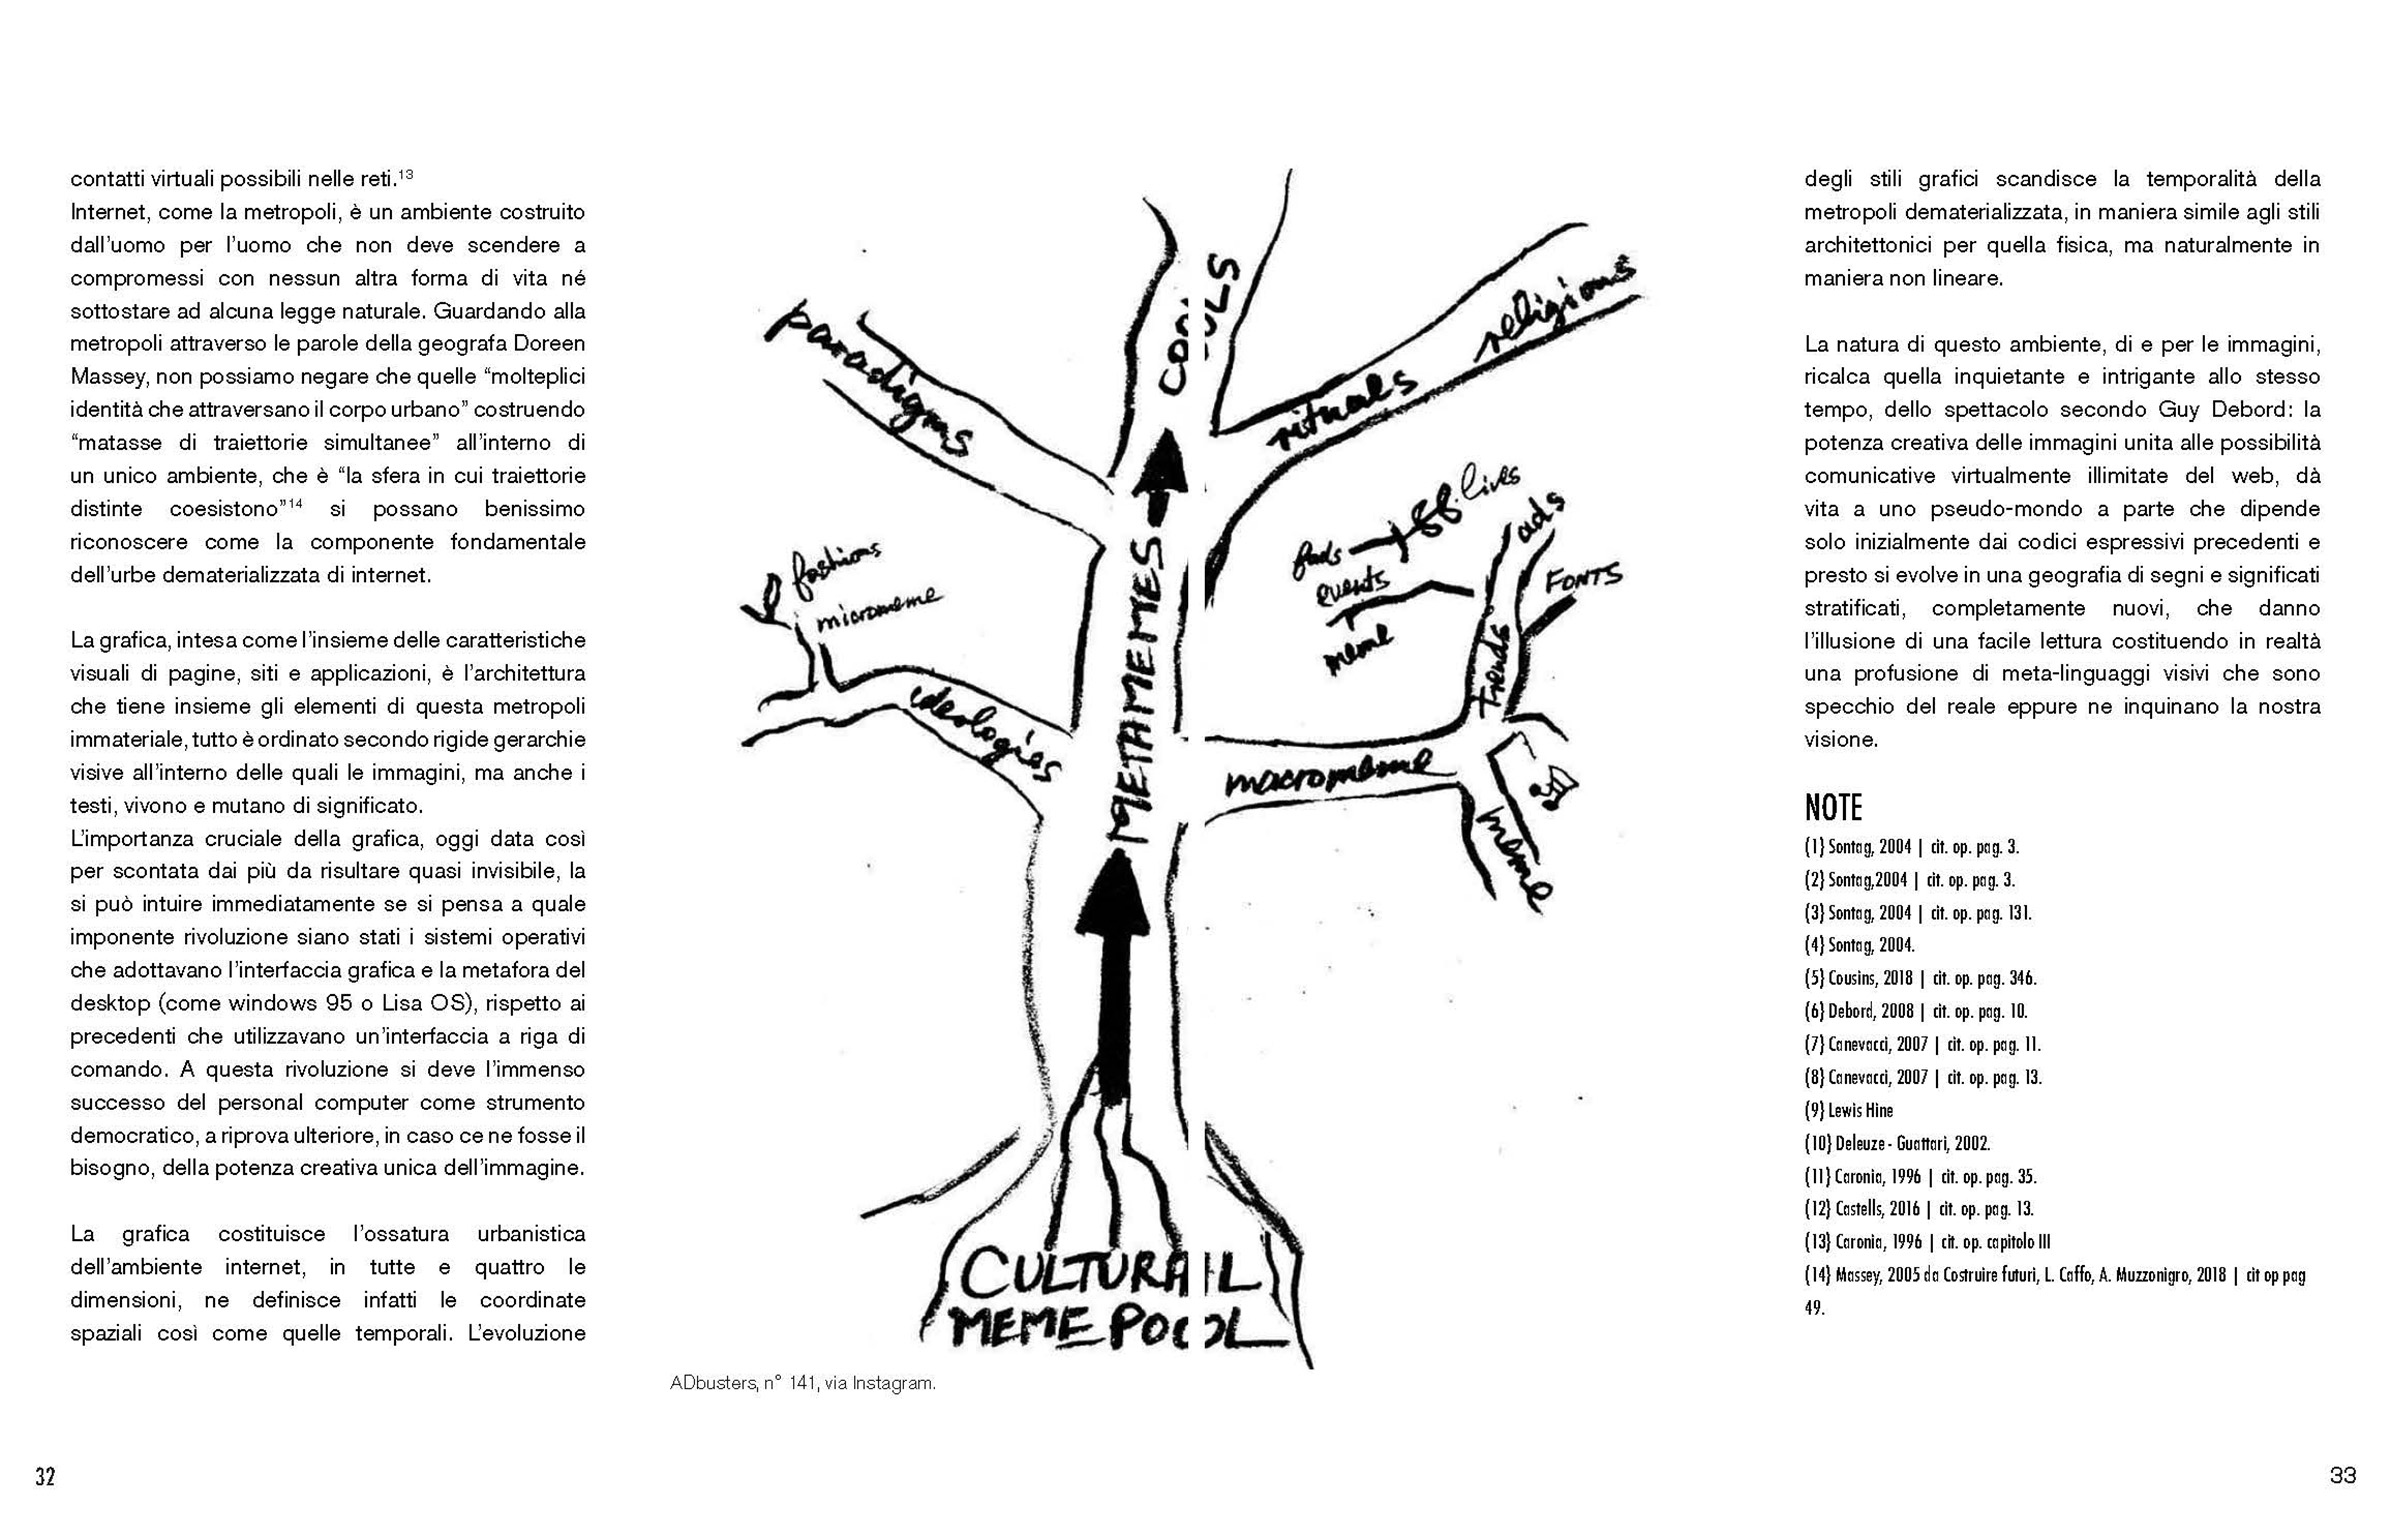 contatti virtuali possibili nelle reti.¹³
Internet, come la metropoli, è un ambiente costruito
dall'uomo per l'uomo che non deve scendere a
compromessi con nessun altra forma di vita né
sottostare ad alcuna legge naturale. Guardando alla
metropoli attraverso le parole della geografa Doreen
Massey, non possiamo negare che quelle “molteplici
identità che attraversano il corpo urbano” costruendo
“matasse di traiettorie simultanee” all'interno di
un unico ambiente, che è “la sfera in cui traiettorie
distinte coesistono”¹⁴ si possano benissimo
riconoscere come la componente fondamentale
dell'urbe dematerializzata di internet.
La grafica, intesa come l'insieme delle caratteristiche
visuali di pagine, siti e applicazioni, è l'architettura
che tiene insieme gli elementi di questa metropoli
immateriale, tutto è ordinato secondo rigide gerarchie
visive all'interno delle quali le immagini, ma anche i
testi, vivono e mutano di significato.
L'importanza cruciale della grafica, oggi data così
per scontata dai più da risultare quasi invisibile, la
si può intuire immediatamente se si pensa a quale
imponente rivoluzione siano stati i sistemi operativi
che adottavano l'interfaccia grafica e la metafora del
desktop (come windows 95 o Lisa OS), rispetto ai
precedenti che utilizzavano un'interfaccia a riga di
comando. A questa rivoluzione si deve l'immenso
successo del personal computer come strumento
democratico, a riprova ulteriore, in caso ce ne fosse il
bisogno, della potenza creativa unica dell'immagine.
La grafica costituisce l'ossatura urbanistica
dell'ambiente internet, in tutte e quattro le
dimensioni, ne definisce infatti le coordinate
spaziali così come quelle temporali. L'evoluzione
32
paradigms
COOLS
rituals
religions
fashions
micromeme
ideologies
METAMEMES
fads
lives
events
meme
ads
FONTS
trends
macromeme
meme
CULTURAL
MEME POOL
ADbusters, n° 141, via Instagram.
degli stili grafici scandisce la temporalità della
metropoli dematerializzata, in maniera simile agli stili
architettonici per quella fisica, ma naturalmente in
maniera non lineare.
La natura di questo ambiente, di e per le immagini,
ricalca quella inquietante e intrigante allo stesso
tempo, dello spettacolo secondo Guy Debord: la
potenza creativa delle immagini unita alle possibilità
comunicative virtualmente illimitate del web, dà
vita a uno pseudo-mondo a parte che dipende
solo inizialmente dai codici espressivi precedenti e
presto si evolve in una geografia di segni e significati
stratificati, completamente nuovi, che danno
l'illusione di una facile lettura costituendo in realtà
una profusione di meta-linguaggi visivi che sono
specchio del reale eppure ne inquinano la nostra
visione.
NOTE
(1) Sontag, 2004 | cit. op. pag. 3.
(2) Sontag,2004 | cit. op. pag. 3.
(3) Sontag, 2004 | cit. op. pag. 131.
(4) Sontag, 2004.
(5) Cousins, 2018 | cit. op. pag. 346.
(6) Debord, 2008 | cit. op. pag. 10.
(7) Canevacci, 2007 | cit. op. pag. 11.
(8) Canevacci, 2007 | cit. op. pag. 13.
(9) Lewis Hine
(10) Deleuze - Guattari, 2002.
(11) Caronia, 1996 | cit. op. pag. 35.
(12) Castells, 2016 | cit. op. pag. 13.
(13) Caronia, 1996 | cit. op. capitolo III
(14) Massey, 2005 da Costruire futuri, L. Caffo, A. Muzzonigro, 2018 | cit op pag
49.
33